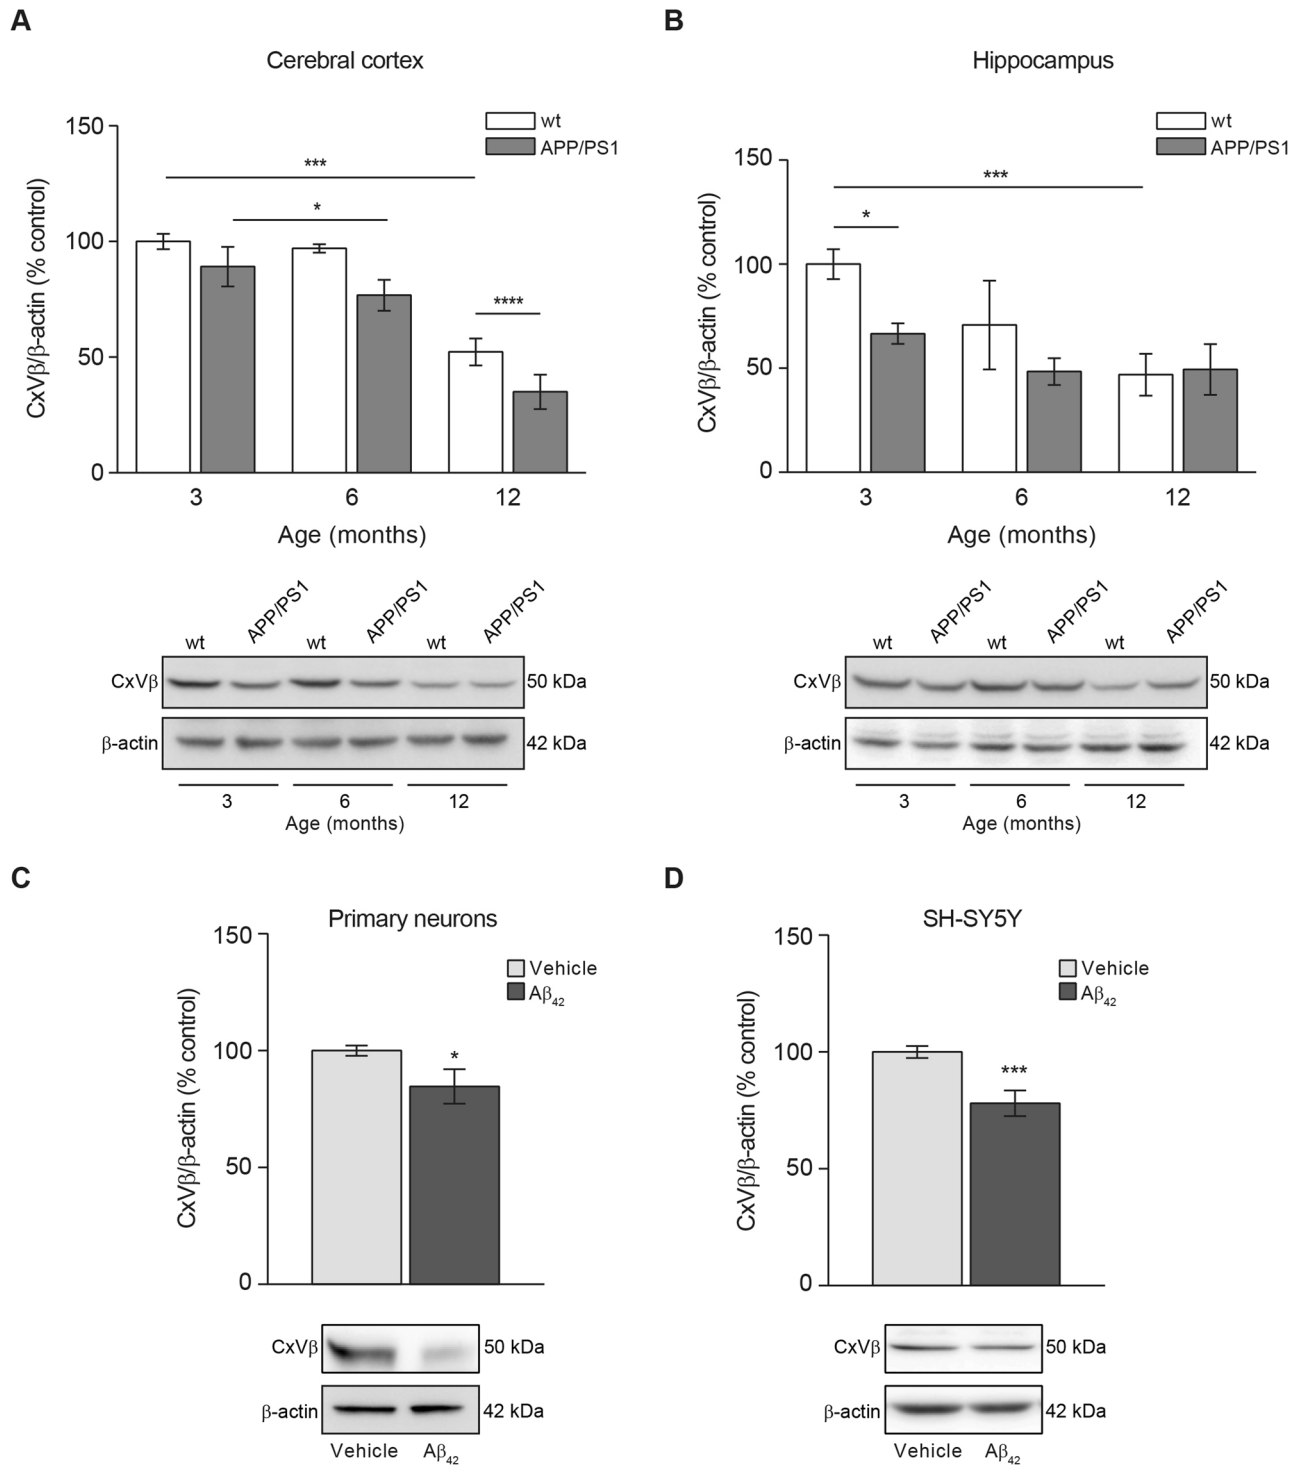 A
Cerebral cortex
wt
APP/PS1
CxVβ/β-actin (% control)
150
100
50
0
***
*
****
3 6 12
Age (months)
wt APP/PS1 wt APP/PS1 wt APP/PS1
CxVβ 50 kDa
β-actin 42 kDa
3 6 12
Age (months)
B
Hippocampus
wt
APP/PS1
CxVβ/β-actin (% control)
150
100
50
0
***
*
3 6 12
Age (months)
wt APP/PS1 wt APP/PS1 wt APP/PS1
CxVβ 50 kDa
β-actin 42 kDa
3 6 12
Age (months)
C
Primary neurons
Vehicle
Aβ42
CxVβ/β-actin (% control)
150
100
50
0
*
CxVβ 50 kDa
β-actin 42 kDa
Vehicle Aβ42
D
SH-SY5Y
Vehicle
Aβ42
CxVβ/β-actin (% control)
150
100
50
0
***
CxVβ 50 kDa
β-actin 42 kDa
Vehicle Aβ42